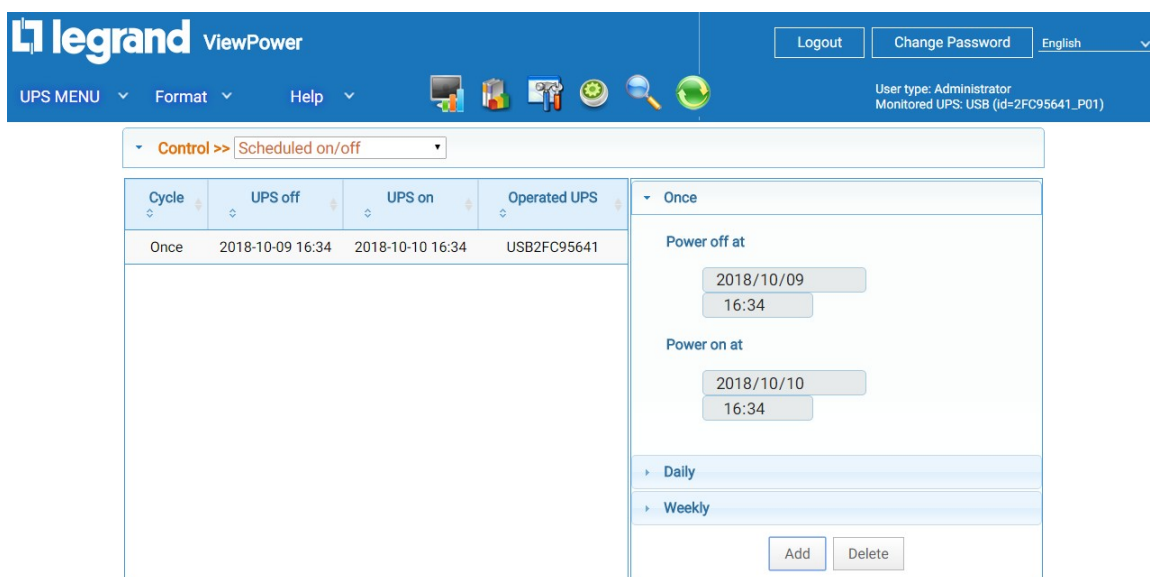 legrand ViewPower
Logout
Change Password
English
UPS MENU
Format
Help
User type: Administrator
Monitored UPS: USB (id=2FC95641_P01)
Control >> Scheduled on/off
Cycle UPS off UPS on Operated UPS
Once 2018-10-09 16:34 2018-10-10 16:34 USB2FC95641
Once
Power off at
2018/10/09
16:34
Power on at
2018/10/10
16:34
Daily
Weekly
Add
Delete